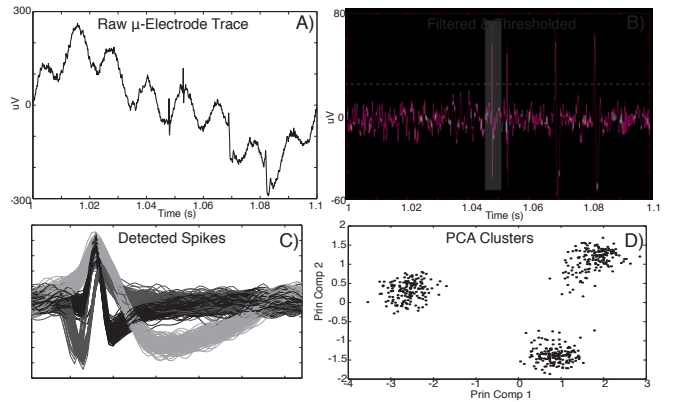 Raw μ-Electrode Trace
A)
300
uV
0
-300
1
1.02
1.04
1.06
1.08
1.1
Time (s)
Filtered & Thresholded
B)
80
uV
0
-60
1
1.02
1.04
1.06
1.08
1.1
Time (s)
Detected Spikes
C)
PCA Clusters
D)
2
1.5
1
0.5
0
-0.5
-1
-1.5
-2
Prin Comp 2
-4
-3
-2
-1
0
1
2
3
Prin Comp 1